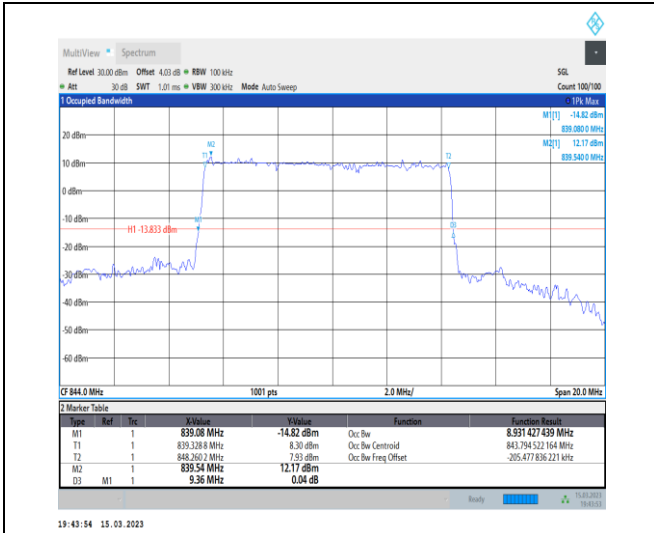 MultiView Spectrum
Ref Level 30.00 dBm Offset 4.03 dB RBW 100 kHz SGL
Att 30 dB SWT 1.01 ms VBW 300 kHz Mode Auto Sweep Count 100/100
1 Occupied Bandwidth 1Pk Max
M1[1] -14.82 dBm
839.080 0 MHz
M2[1] 12.17 dBm
839.540 0 MHz
20 dBm
M2
T1
T2
10 dBm
0 dBm
-10 dBm
M1
D3
H1 -13.833 dBm
-30 dBm
-40 dBm
-50 dBm
-60 dBm
CF 844.0 MHz 1001 pts 2.0 MHz/ Span 20.0 MHz
2 Marker Table
Type Ref Trc X-Value Y-Value Function Function Result
M1 1 839.08 MHz -14.82 dBm Occ Bw 8.931 427 439 MHz
T1 1 839.328 8 MHz 8.30 dBm Occ Bw Centroid 843.794 522 164 MHz
T2 1 848.260 2 MHz 7.93 dBm Occ Bw Freq Offset -205.477 836 221 kHz
M2 1 839.54 MHz 12.17 dBm
D3 M1 1 9.36 MHz 0.04 dB
Ready 15.03.2023
19:43:53
19:43:54 15.03.2023